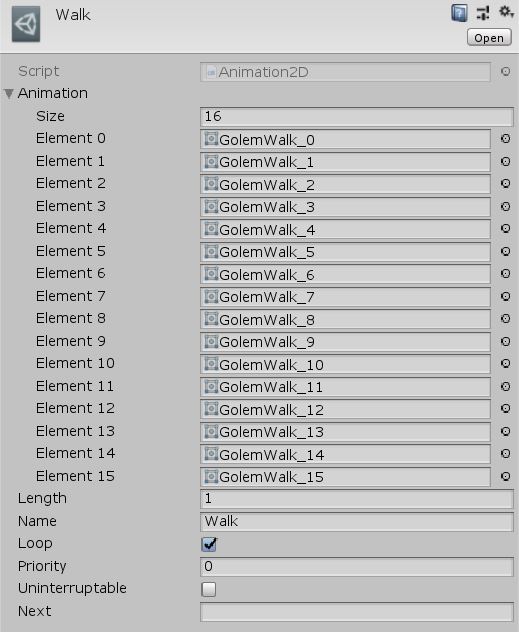 Walk
Open
Script Animation2D
Animation
Size 16
Element 0 GolemWalk_0
Element 1 GolemWalk_1
Element 2 GolemWalk_2
Element 3 GolemWalk_3
Element 4 GolemWalk_4
Element 5 GolemWalk_5
Element 6 GolemWalk_6
Element 7 GolemWalk_7
Element 8 GolemWalk_8
Element 9 GolemWalk_9
Element 10 GolemWalk_10
Element 11 GolemWalk_11
Element 12 GolemWalk_12
Element 13 GolemWalk_13
Element 14 GolemWalk_14
Element 15 GolemWalk_15
Length 1
Name Walk
Loop
Priority 0
Uninterruptable
Next